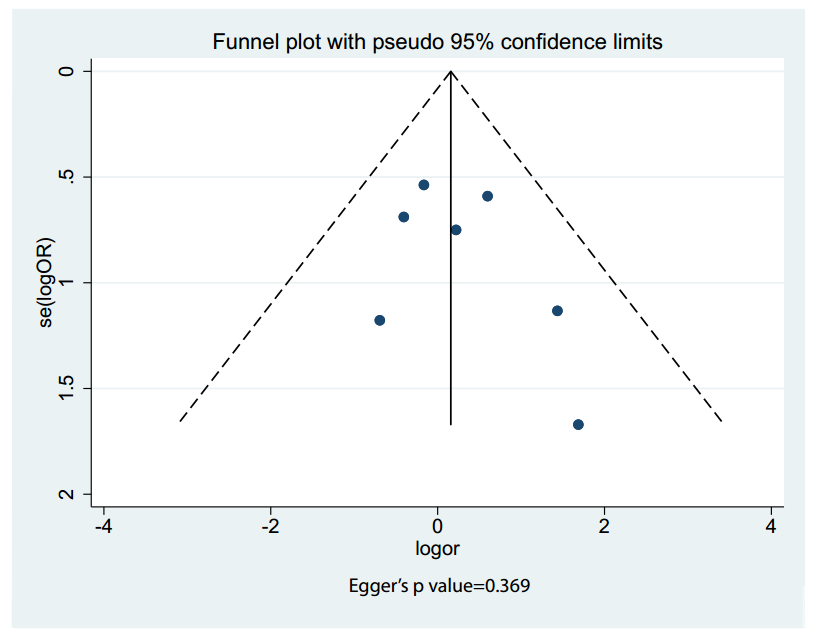 Funnel plot with pseudo 95% confidence limits
0
.5
1
1.5
2
se(logOR)
-4
-2
0
2
4
logor
Egger's p value=0.369